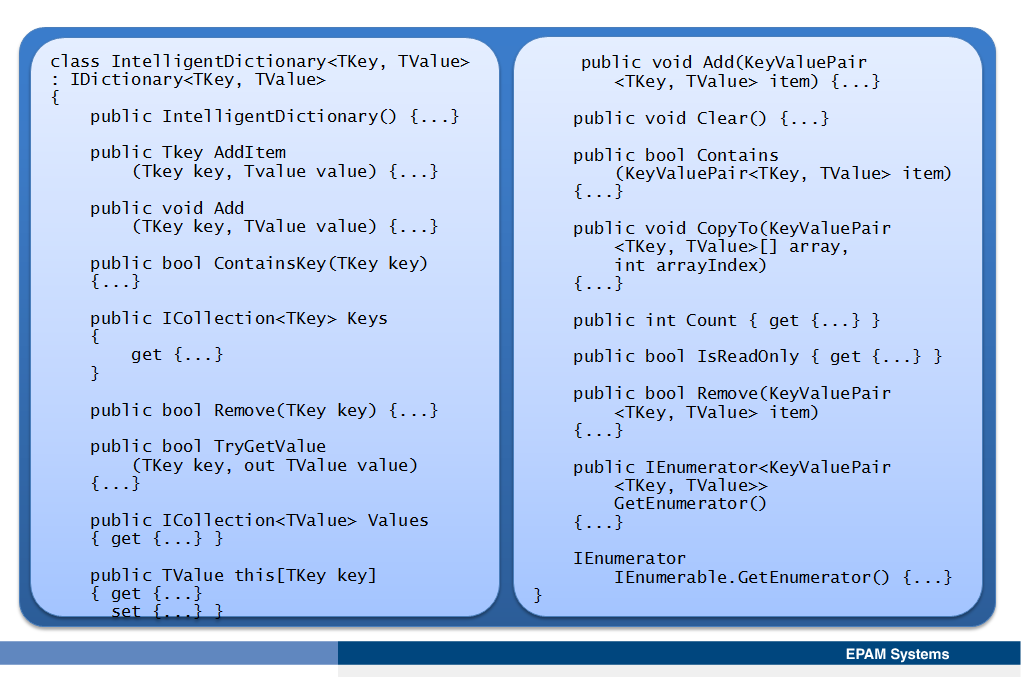 class IntelligentDictionary<TKey, TValue>
: IDictionary<TKey, TValue>
{
    public IntelligentDictionary() {...}

    public Tkey AddItem
        (Tkey key, Tvalue value) {...}

    public void Add
        (TKey key, TValue value) {...}

    public bool ContainsKey(TKey key)
    {...}

    public ICollection<TKey> Keys
    {
        get {...}
    }

    public bool Remove(TKey key) {...}

    public bool TryGetValue
        (TKey key, out TValue value)
    {...}

    public ICollection<TValue> Values
    { get {...} }

    public TValue this[TKey key]
    { get {...}
      set {...} }

    public void Add(KeyValuePair
        <TKey, TValue> item) {...}

    public void Clear() {...}

    public bool Contains
        (KeyValuePair<TKey, TValue> item)
    {...}

    public void CopyTo(KeyValuePair
        <TKey, TValue>[] array,
        int arrayIndex)
    {...}

    public int Count { get {...} }

    public bool IsReadOnly { get {...} }

    public bool Remove(KeyValuePair
        <TKey, TValue> item)
    {...}

    public IEnumerator<KeyValuePair
        <TKey, TValue>>
        GetEnumerator()
    {...}

    IEnumerator
        IEnumerable.GetEnumerator() {...}
}
EPAM Systems